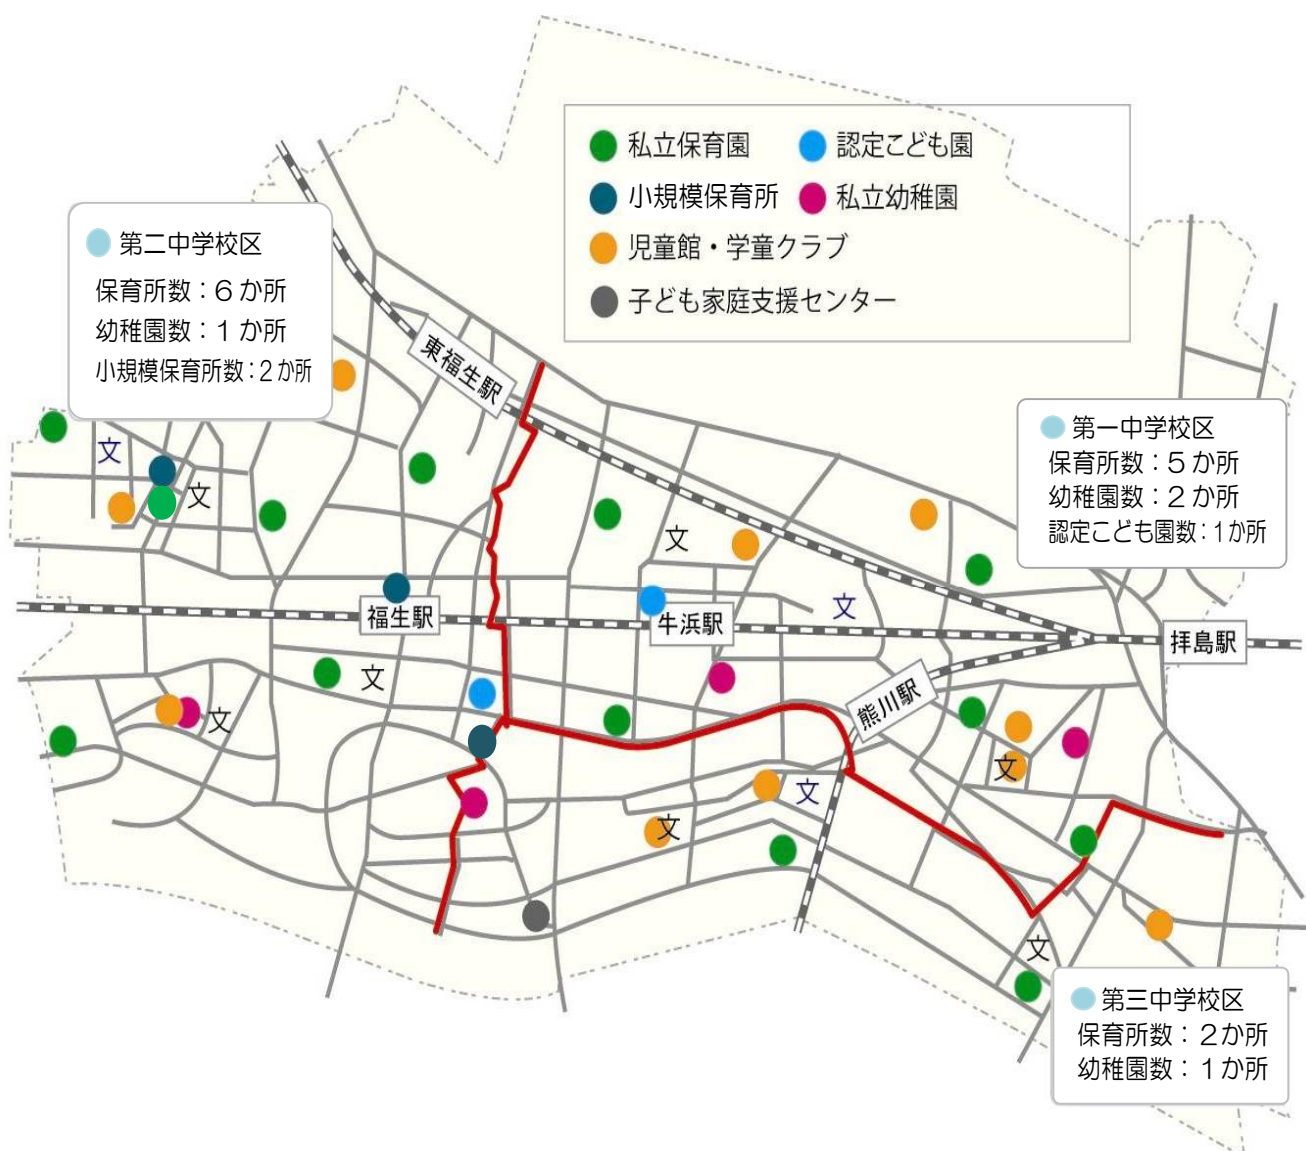 私立保育園
認定こども園
小規模保育所
私立幼稚園
児童館・学童クラブ
子ども家庭支援センター
第二中学校区
保育所数：６か所
幼稚園数：１か所
小規模保育所数：２か所
東福生駅
第一中学校区
保育所数：５か所
幼稚園数：２か所
認定こども園数：１か所
文
文
文
文
福生駅
牛浜駅
拝島駅
文
文
熊川駅
文
文
文
文
第三中学校区
保育所数：２か所
幼稚園数：１か所